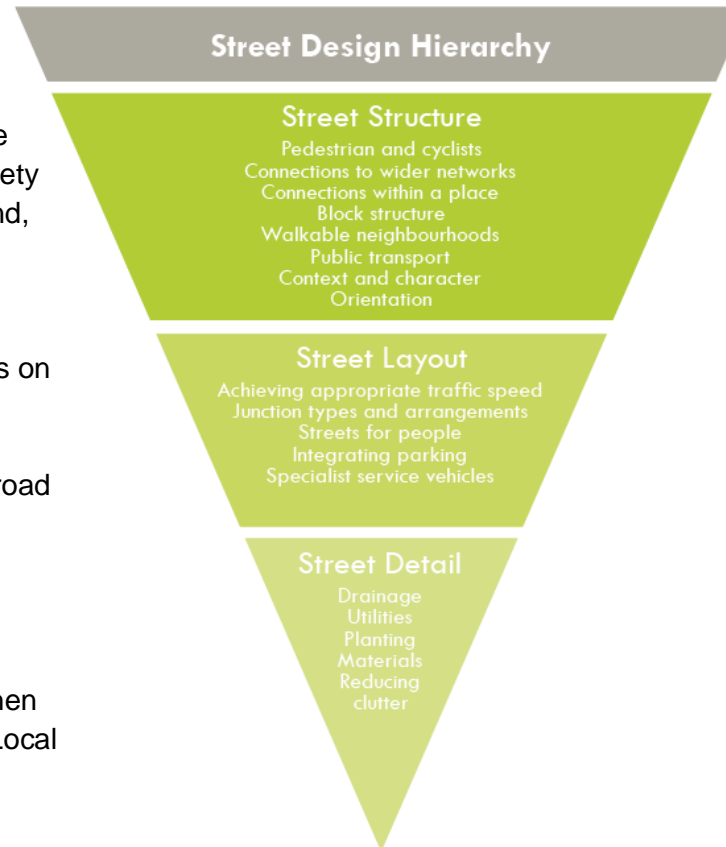 Street Design Hierarchy
Street Structure
Pedestrian and cyclists
Connections to wider networks
Connections within a place
Block structure
Walkable neighbourhoods
Public transport
Context and character
Orientation
Street Layout
Achieving appropriate traffic speed
Junction types and arrangements
Streets for people
Integrating parking
Specialist service vehicles
Street Detail
Drainage
Utilities
Planting
Materials
Reducing
clutter
e
ety
nd,
s on
road
hen
Local